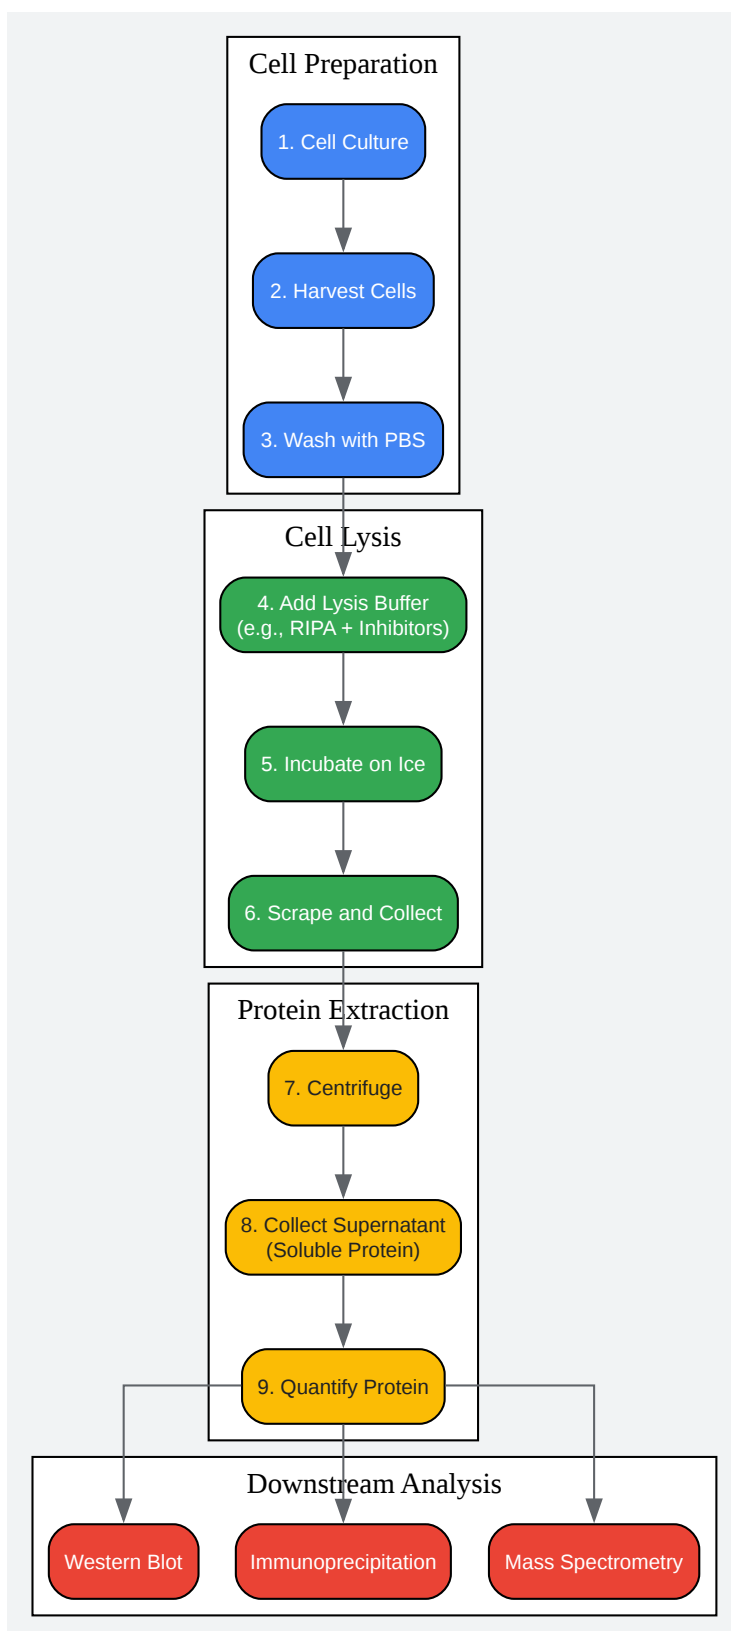 Cell Preparation
1. Cell Culture
2. Harvest Cells
3. Wash with PBS
Cell Lysis
4. Add Lysis Buffer
(e.g., RIPA + Inhibitors)
5. Incubate on Ice
6. Scrape and Collect
Protein Extraction
7. Centrifuge
8. Collect Supernatant
(Soluble Protein)
9. Quantify Protein
Downstream Analysis
Western Blot
Immunoprecipitation
Mass Spectrometry